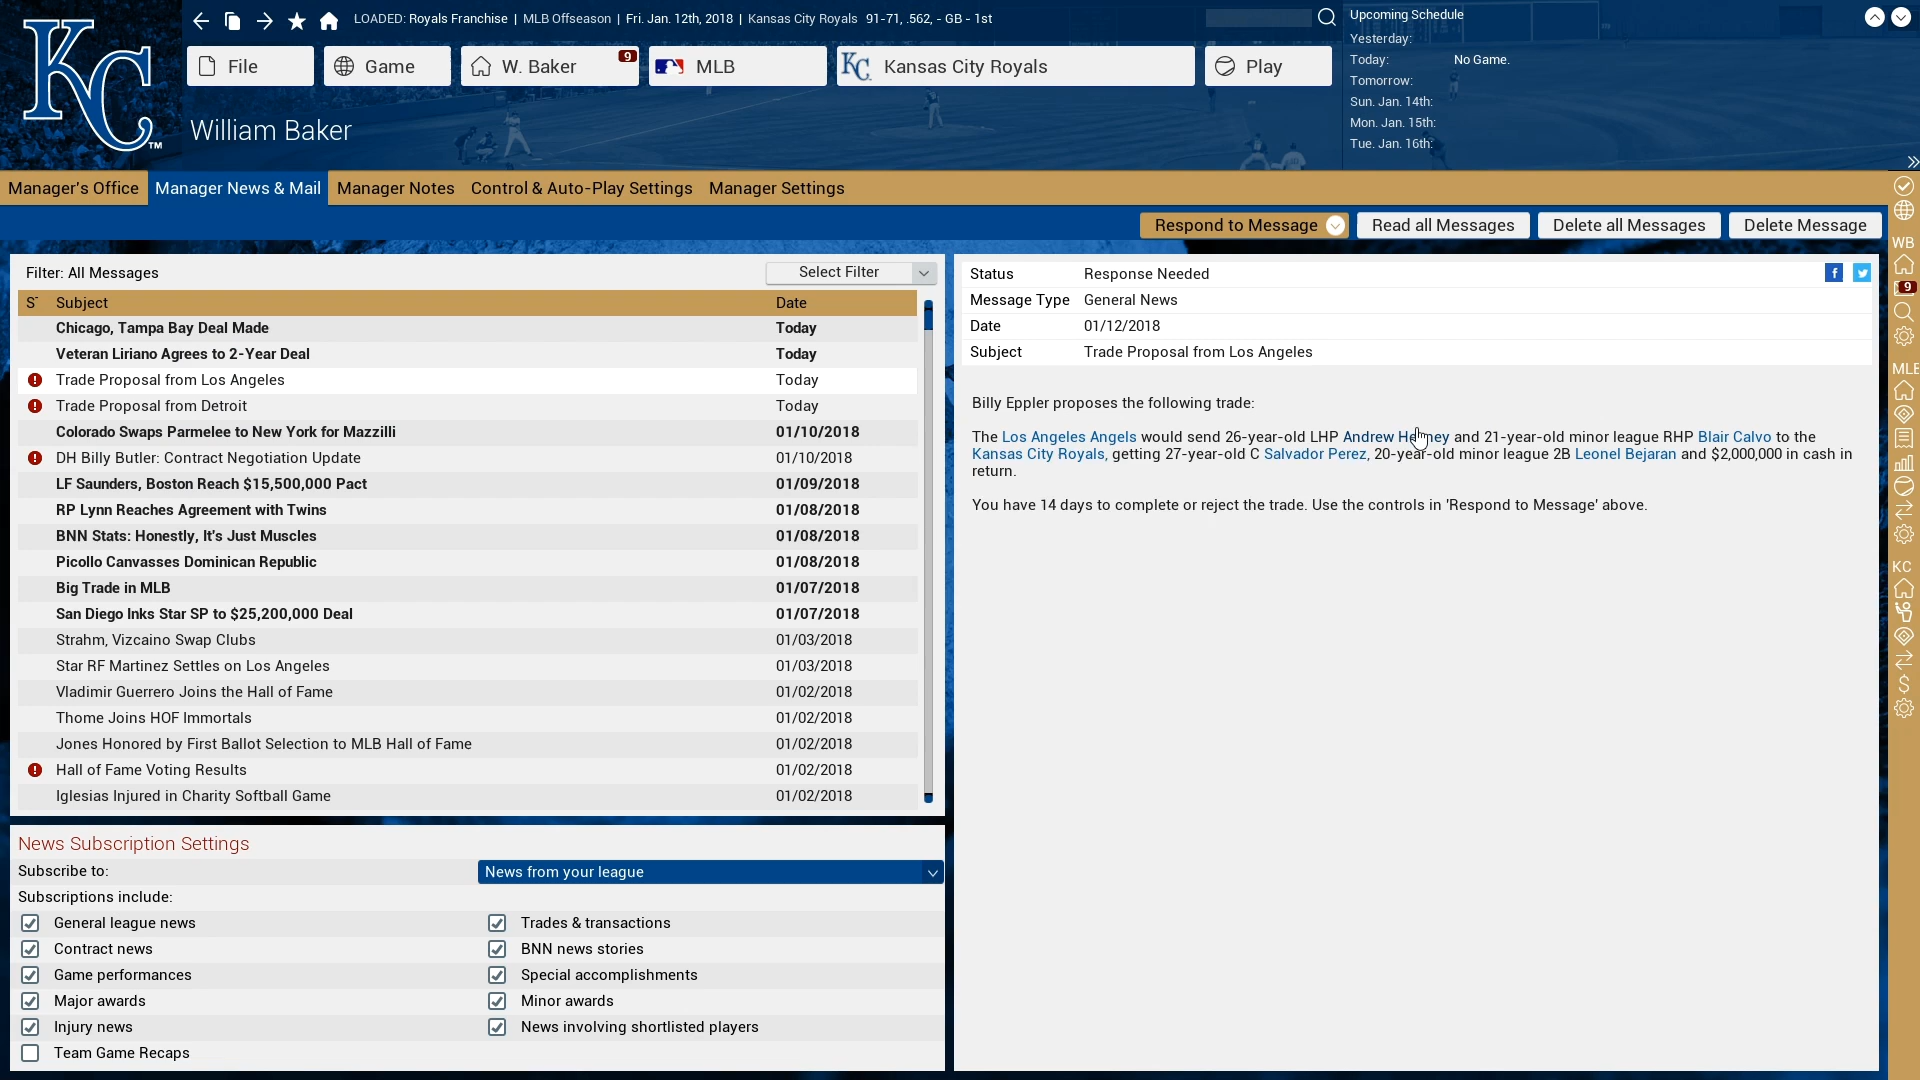 LOADED: Royals Franchise | MLB Offseason | Fri. Jan. 12th, 2018 | Kansas City Royals 91-71, .562, - GB - 1st
File
Game
W. Baker
9
MLB
Kansas City Royals
Play
KC
TM
William Baker
Upcoming Schedule
Yesterday:
Today: No Game.
Tomorrow:
Sun. Jan. 14th:
Mon. Jan. 15th:
Tue. Jan. 16th:
Manager's Office
Manager News & Mail
Manager Notes
Control & Auto-Play Settings
Manager Settings
Respond to Message
Read all Messages
Delete all Messages
Delete Message
Filter: All Messages
Select Filter
Subject Date
Chicago, Tampa Bay Deal Made Today
Veteran Liriano Agrees to 2-Year Deal Today
Trade Proposal from Los Angeles Today
Trade Proposal from Detroit Today
Colorado Swaps Parmelee to New York for Mazzilli 01/10/2018
DH Billy Butler: Contract Negotiation Update 01/10/2018
LF Saunders, Boston Reach $15,500,000 Pact 01/09/2018
RP Lynn Reaches Agreement with Twins 01/08/2018
BNN Stats: Honestly, It's Just Muscles 01/08/2018
Picollo Canvasses Dominican Republic 01/08/2018
Big Trade in MLB 01/07/2018
San Diego Inks Star SP to $25,200,000 Deal 01/07/2018
Strahm, Vizcaino Swap Clubs 01/03/2018
Star RF Martinez Settles on Los Angeles 01/03/2018
Vladimir Guerrero Joins the Hall of Fame 01/02/2018
Thome Joins HOF Immortals 01/02/2018
Jones Honored by First Ballot Selection to MLB Hall of Fame 01/02/2018
Hall of Fame Voting Results 01/02/2018
Iglesias Injured in Charity Softball Game 01/02/2018
News Subscription Settings
Subscribe to: News from your league
Subscriptions include:
General league news Trades & transactions
Contract news BNN news stories
Game performances Special accomplishments
Major awards Minor awards
Injury news News involving shortlisted players
Team Game Recaps
Status Response Needed
Message Type General News
Date 01/12/2018
Subject Trade Proposal from Los Angeles
Billy Eppler proposes the following trade:
The Los Angeles Angels would send 26-year-old LHP Andrew and 21-year-old minor league RHP Blair Calvo to the
Kansas City Royals, getting 27-year-old C Salvador Perez, 20-year-old minor league 2B Leonel Bejaran and $2,000,000 in cash in
return.
You have 14 days to complete or reject the trade. Use the controls in 'Respond to Message' above.
WB
9
MLB
KC